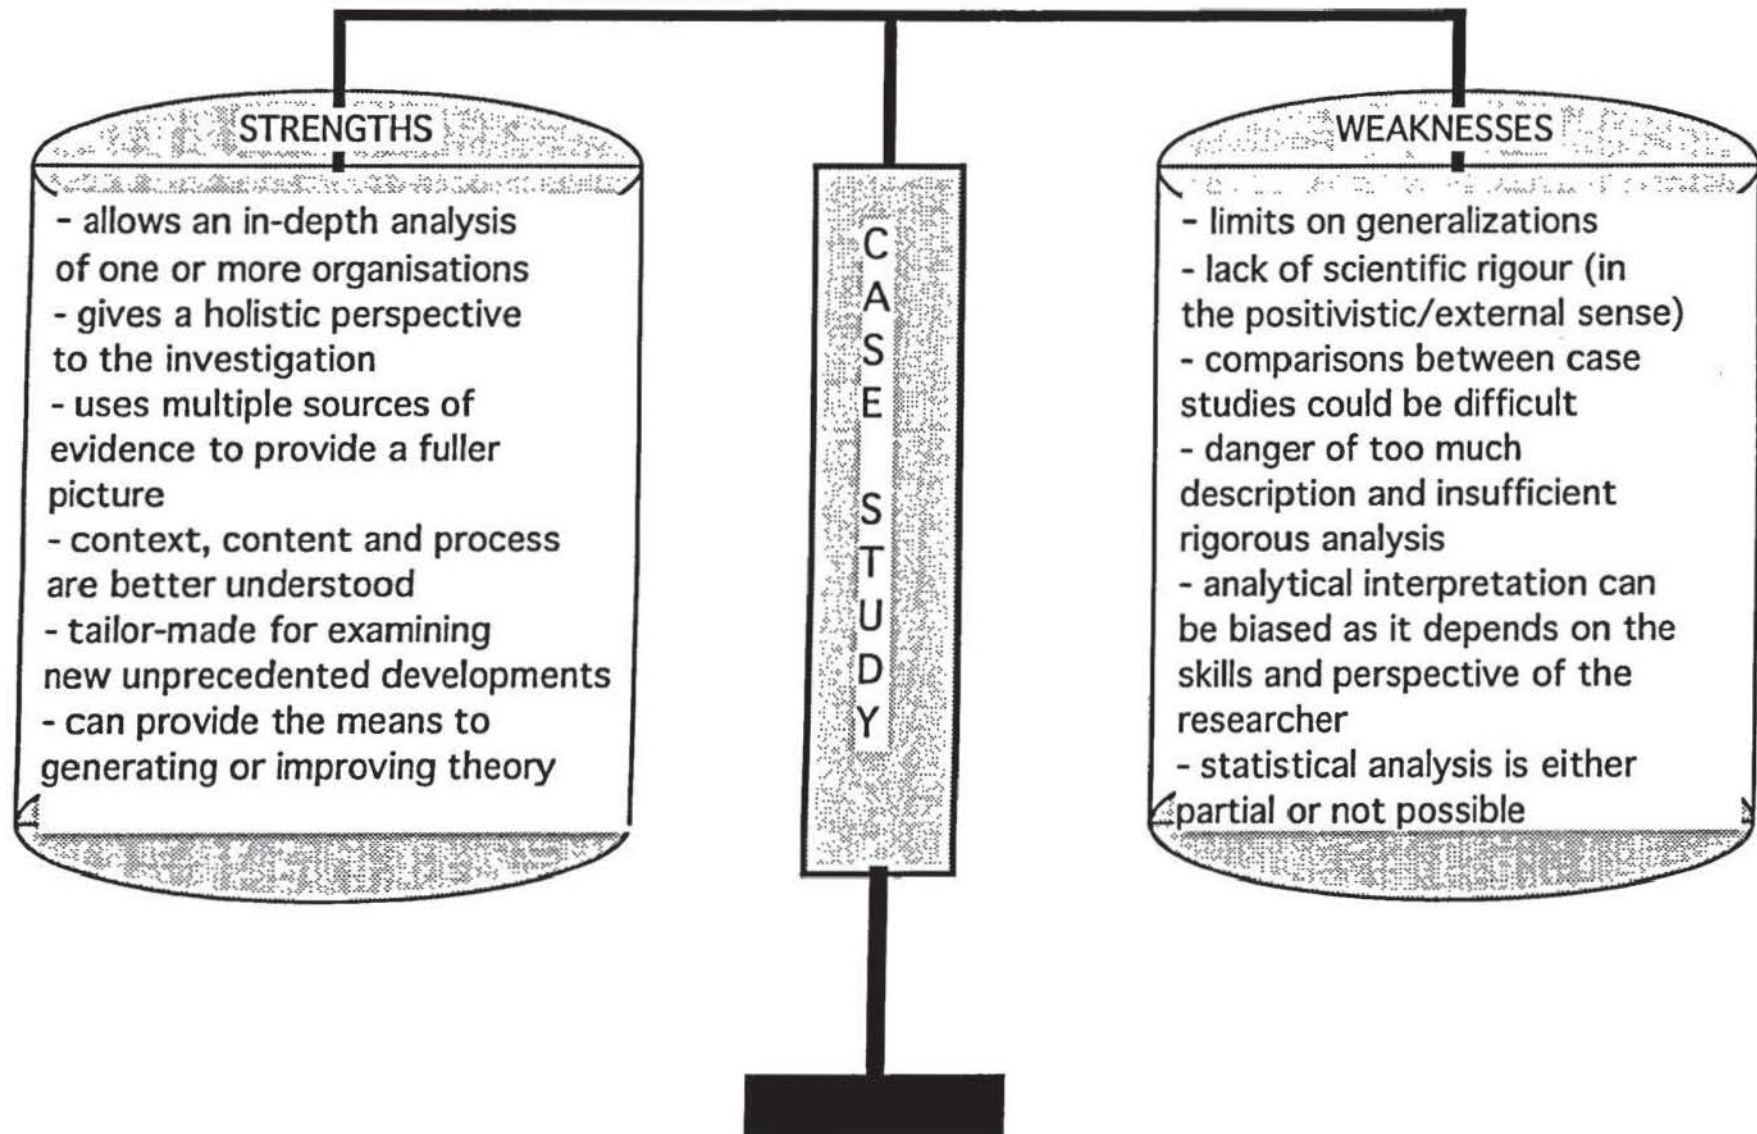 STRENGTHS
- allows an in-depth analysis
of one or more organisations
- gives a holistic perspective
to the investigation
- uses multiple sources of
evidence to provide a fuller
picture
- context, content and process
are better understood
- tailor-made for examining
new unprecedented developments
- can provide the means to
generating or improving theory
CASE STUDY
WEAKNESSES
- limits on generalizations
- lack of scientific rigour (in
the positivistic/external sense)
- comparisons between case
studies could be difficult
- danger of too much
description and insufficient
rigorous analysis
- analytical interpretation can
be biased as it depends on the
skills and perspective of the
researcher
- statistical analysis is either
partial or not possible